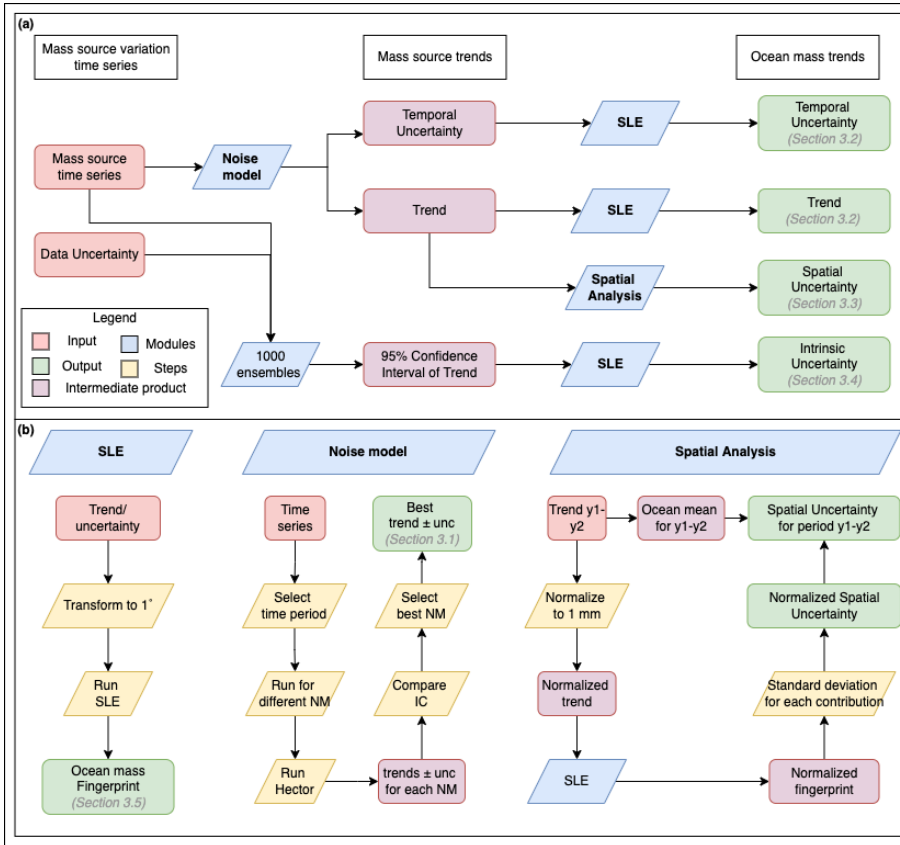 (a)
Mass source variation
time series
Mass source trends
Ocean mass trends
Temporal
Uncertainty
SLE
Temporal
Uncertainty
(Section 3.2)
Mass source
time series
Noise
model
Trend
SLE
Trend
(Section 3.2)
Data Uncertainty
Spatial
Analysis
Spatial
Uncertainty
(Section 3.3)
Legend
Input
Modules
Output
Steps
Intermediate product
1000
ensembles
95% Confidence
Interval of Trend
SLE
Intrinsic
Uncertainty
(Section 3.4)
(b)
SLE
Trend/
uncertainty
Transform to 1°
Run
SLE
Ocean mass
Fingerprint
(Section 3.5)
Noise model
Time
series
Select
time period
Run for
different NM
Run
Hector
trends ± unc
for each NM
Compare
IC
Select
best NM
Best
trend ± unc
(Section 3.1)
Spatial Analysis
Trend y1-
y2
Ocean mean
for y1-y2
Spatial Uncertainty
for period y1-y2
Normalize
to 1 mm
Normalized
trend
SLE
Normalized
fingerprint
Standard deviation
for each contribution
Normalized Spatial
Uncertainty